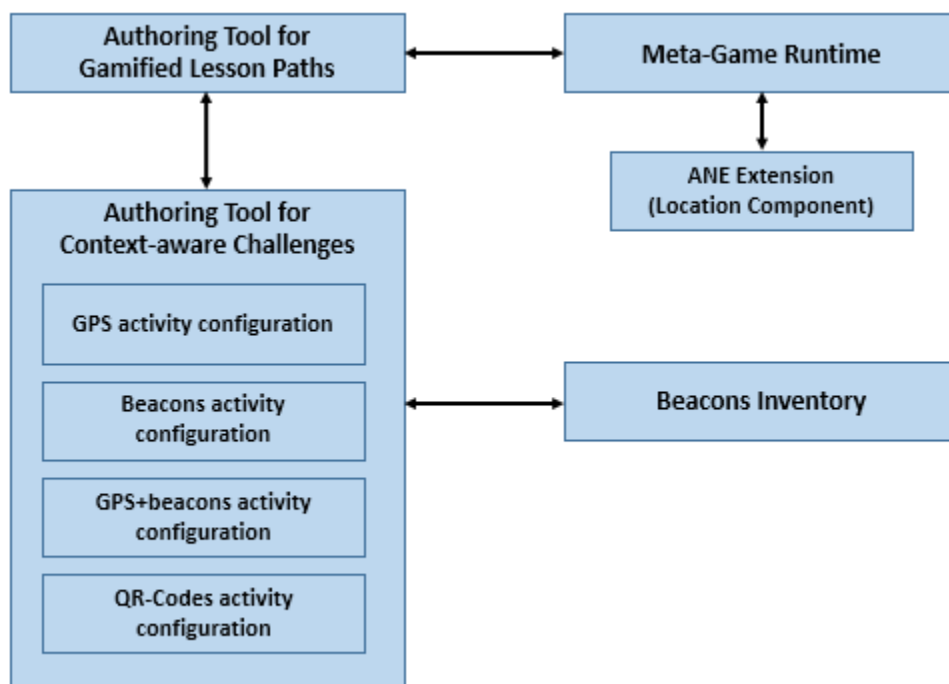 Authoring Tool for
Gamified Lesson Paths
Meta-Game Runtime
ANE Extension
(Location Component)
Authoring Tool for
Context-aware Challenges
GPS activity configuration
Beacons activity
configuration
GPS+beacons activity
configuration
QR-Codes activity
configuration
Beacons Inventory